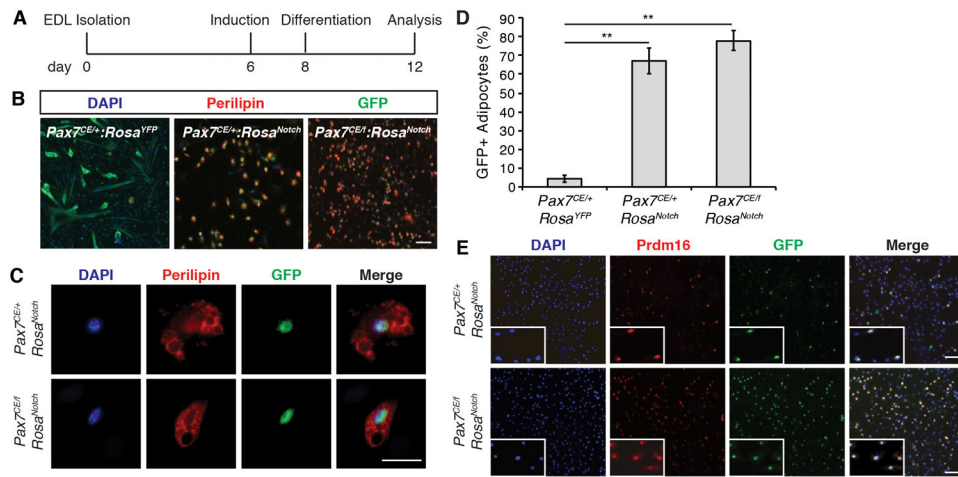 A
EDL Isolation Induction Differentiation Analysis
day 0 6 8 12
B
DAPI Perilipin GFP
Pax7CE/+:RosaYFP Pax7CE/+:RosaNotch Pax7CE/f:RosaNotch
C
DAPI Perilipin GFP Merge
Pax7CE/+
RosaNotch
Pax7CE/f
RosaNotch
D
GFP+ Adipocytes (%)
90
80
70
60
50
40
30
20
10
0
**
**
Pax7CE/+ Pax7CE/+ Pax7CE/f
RosaYFP RosaNotch RosaNotch
E
DAPI Prdm16 GFP Merge
Pax7CE/+
RosaNotch
Pax7CE/f
RosaNotch